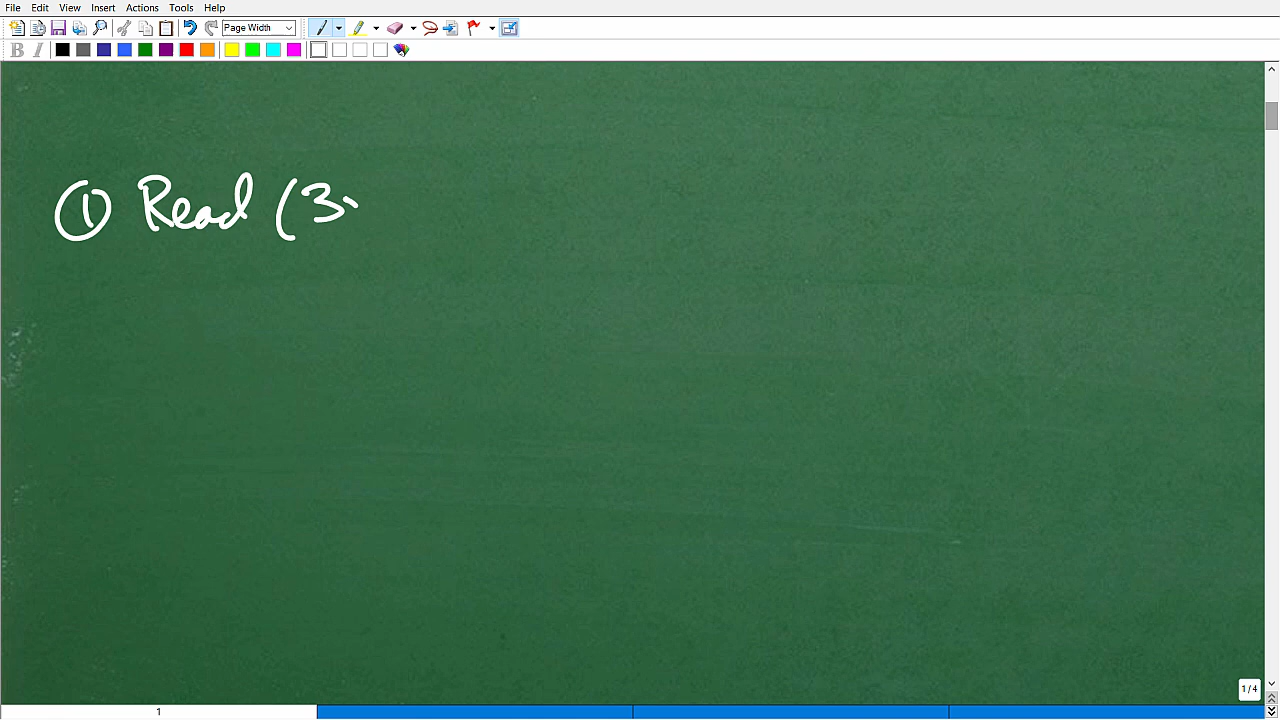 File Edit View Insert Actions Tools Help
Page Width
B I
① Read (3
1 / 4
1